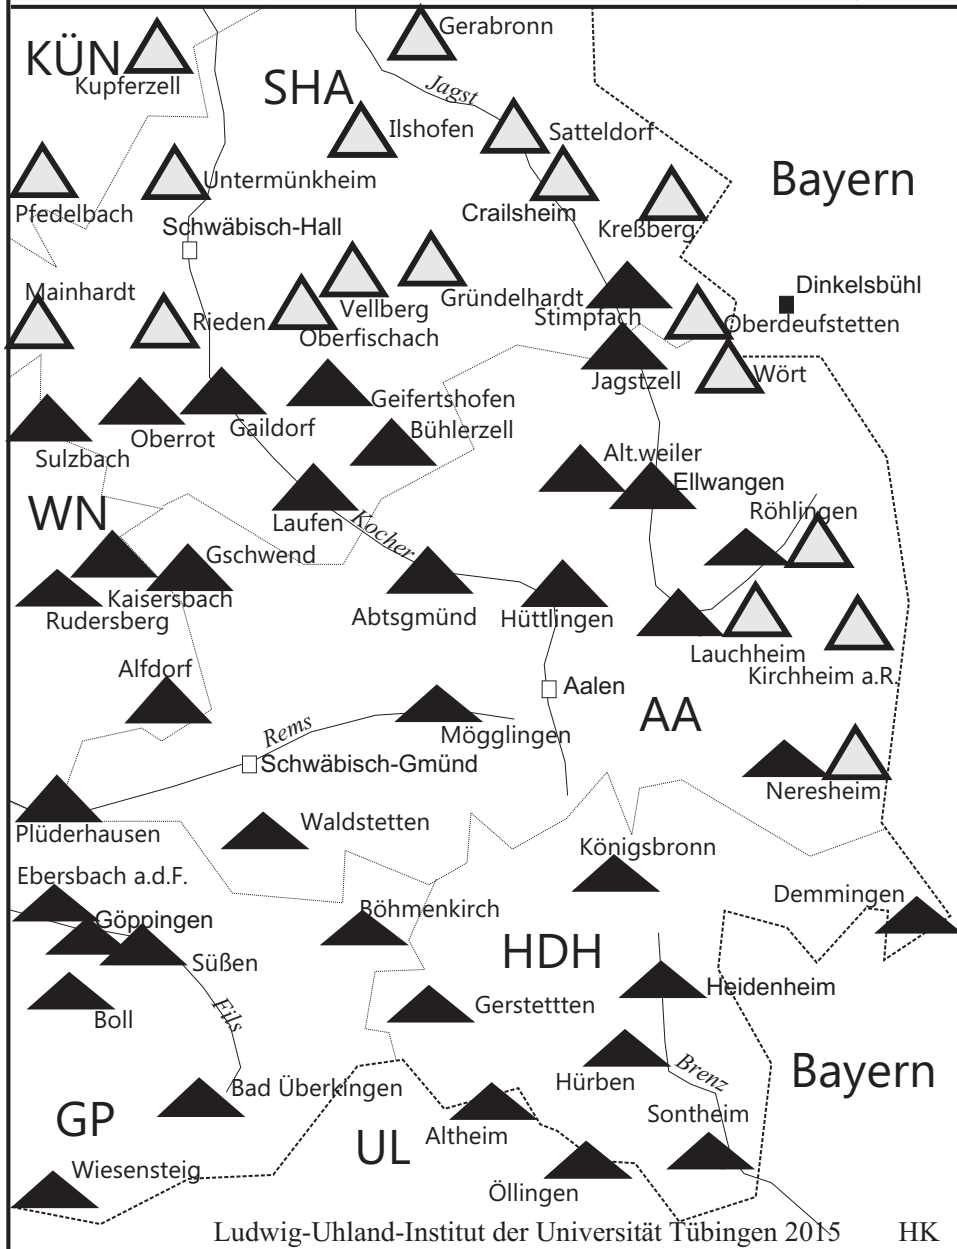 Gerabronn
KÜN
Kupferzell
SHA
Jagst
Ilshofen
Satteldorf
Untermünkheim
Bayern
Pfedelbach
Crailsheim
Schwäbisch-Hall
Kreßberg
Mainhardt
Dinkelsbühl
Rieden
Vellberg
Gründelhardt
Stimpfach
Oberfischach
Oberdeufstetten
Jagstzell
Wört
Geifertshofen
Gaildorf
Bühlerzell
Oberrot
Sulzbach
Alt.weiler
Ellwangen
WN
Laufen
Kocher
Röhlingen
Gschwend
Kaisersbach
Rudersberg
Abtsgmünd
Hüttlingen
Lauchheim
Kirchheim a.R.
Alfdorf
Aalen
AA
Rems
Mögglingen
Schwäbisch-Gmünd
Neresheim
Plüderhausen
Waldstetten
Königsbronn
Ebersbach a.d.F.
Demmingen
Göppingen
Böhmenkirch
Süßen
HDH
Heidenheim
Boll
Fils
Gerstettten
Hürben
Brenz
Bayern
Bad Überkingen
Sontheim
GP
Altheim
UL
Wiesensteig
Öllingen
Ludwig-Uhland-Institut der Universität Tübingen 2015 HK